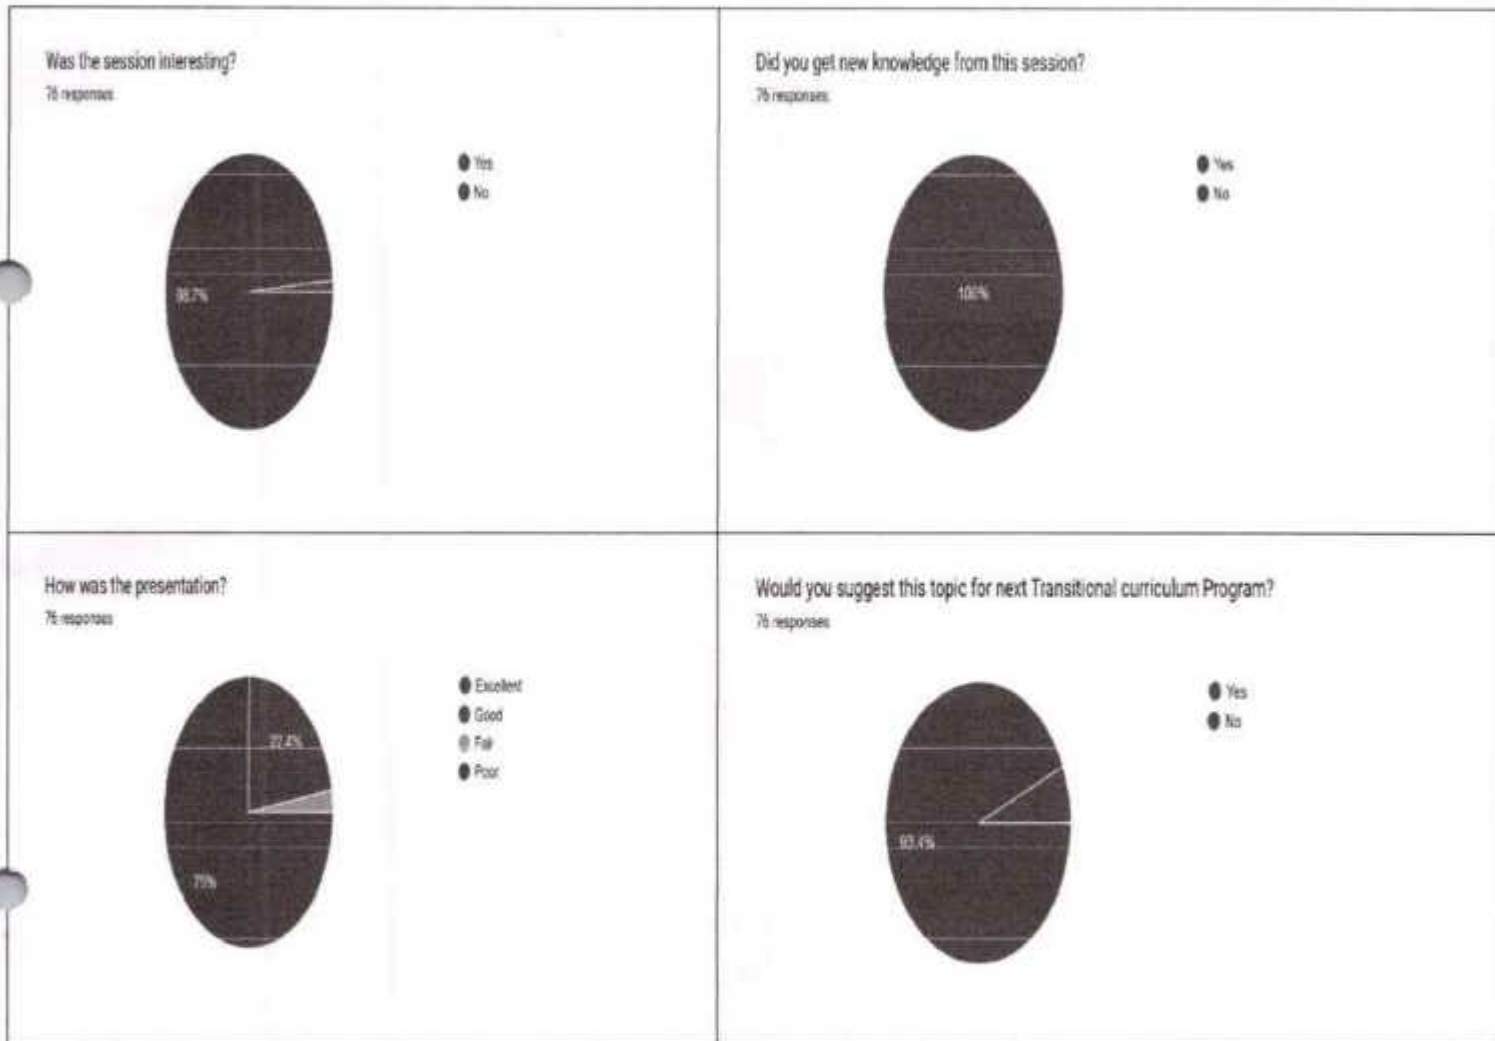 Was the session interesting?
76 responses
Yes
No
98.7%
Did you get new knowledge from this session?
76 responses
Yes
No
100%
How was the presentation?
76 responses
Excellent
Good
Fair
Poor
22.4%
75%
Would you suggest this topic for next Transitional curriculum Program?
76 responses
Yes
No
93.4%